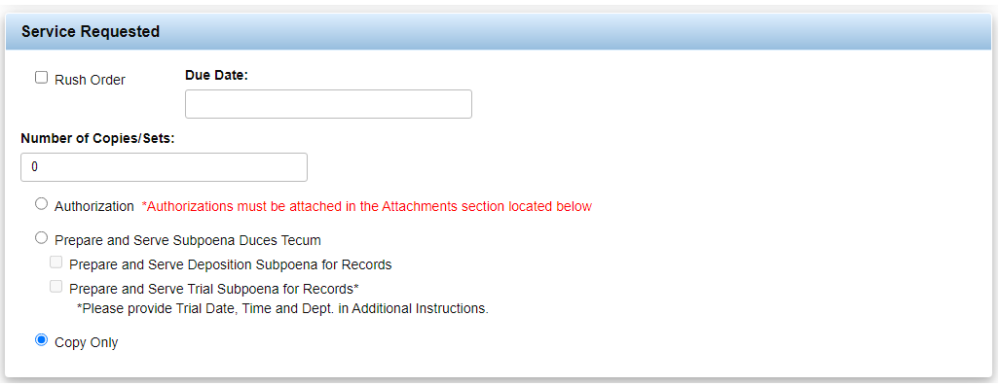 Service Requested
Rush Order
Due Date:
Number of Copies/Sets:
0
Authorization *Authorizations must be attached in the Attachments section located below
Prepare and Serve Subpoena Duces Tecum
Prepare and Serve Deposition Subpoena for Records
Prepare and Serve Trial Subpoena for Records*
*Please provide Trial Date, Time and Dept. in Additional Instructions.
Copy Only